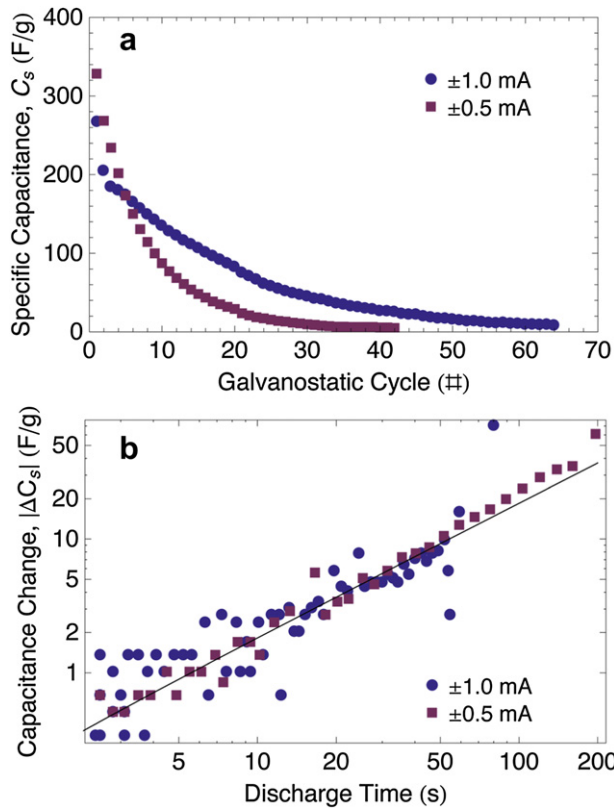 a
Specific Capacitance, Cs (F/g)
400
300
200
100
0
±1.0 mA
±0.5 mA
0 10 20 30 40 50 60 70
Galvanostatic Cycle (#)
b
Capacitance Change, |ΔCs| (F/g)
50
20
10
5
2
1
±1.0 mA
±0.5 mA
5 10 20 50 100 200
Discharge Time (s)